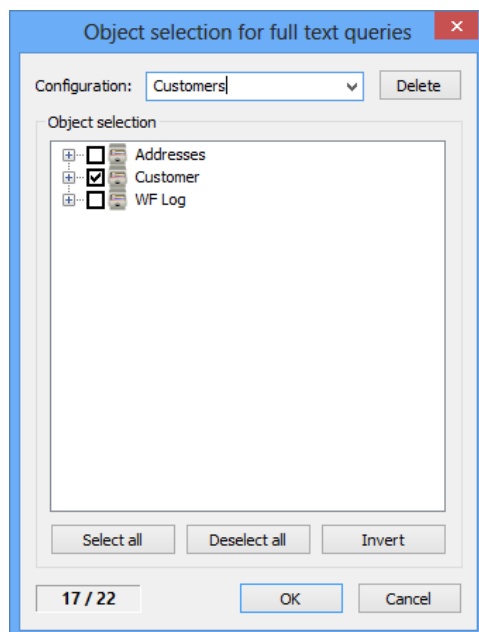 Object selection for full text queries
Configuration: Customers Delete
Object selection
Addresses
Customer
WF Log
Select all Deselect all Invert
17 / 22 OK Cancel